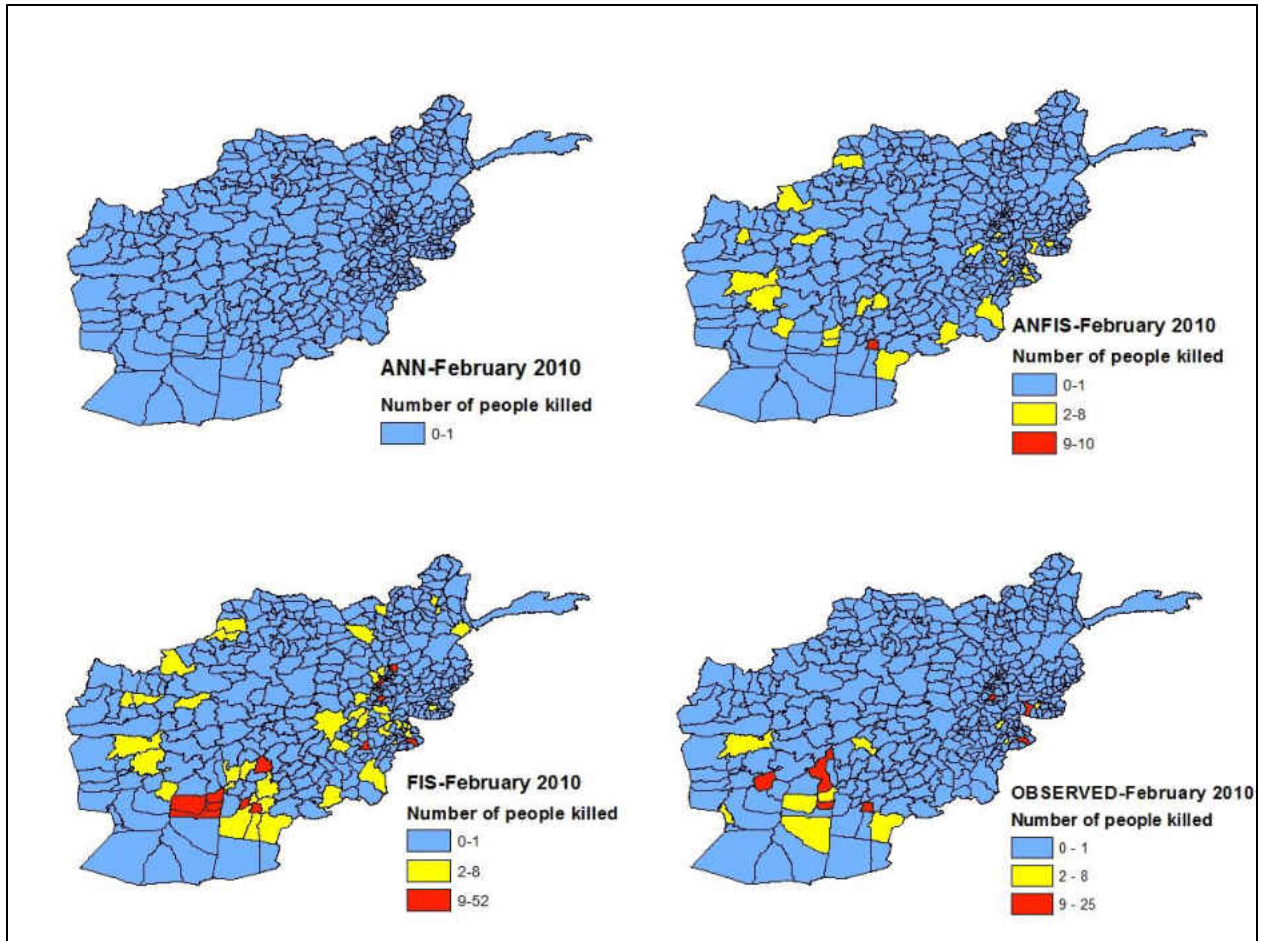 ANN-February 2010
Number of people killed
0-1
ANFIS-February 2010
Number of people killed
0-1
2-8
9-10
FIS-February 2010
Number of people killed
0-1
2-8
9-52
OBSERVED-February 2010
Number of people killed
0 - 1
2 - 8
9 - 25